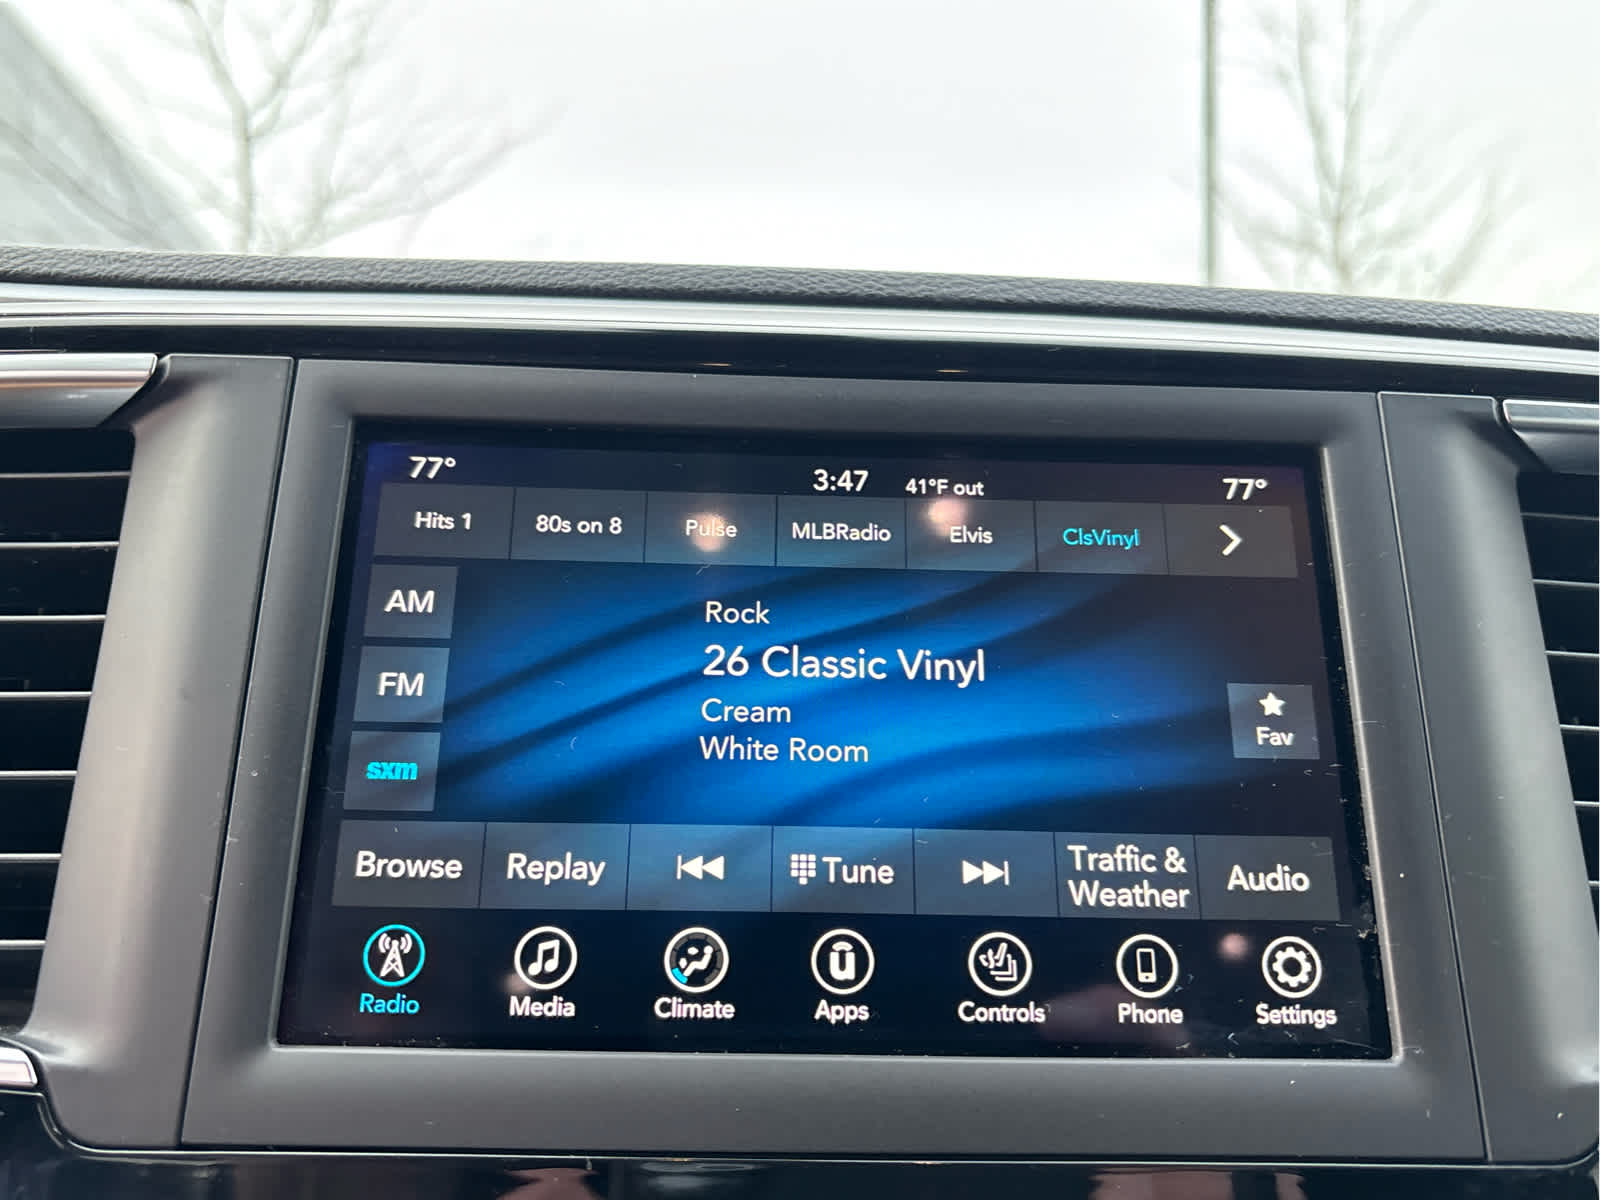 77° 3:47 41°F out 77°
Hits 1 80s on 8 Pulse MLBRadio Elvis ClsVinyl
AM
FM
sxm
Rock
26 Classic Vinyl
Cream
White Room
Fav
Browse Replay Tune Traffic & Weather Audio
Radio Media Climate Apps Controls Phone Settings